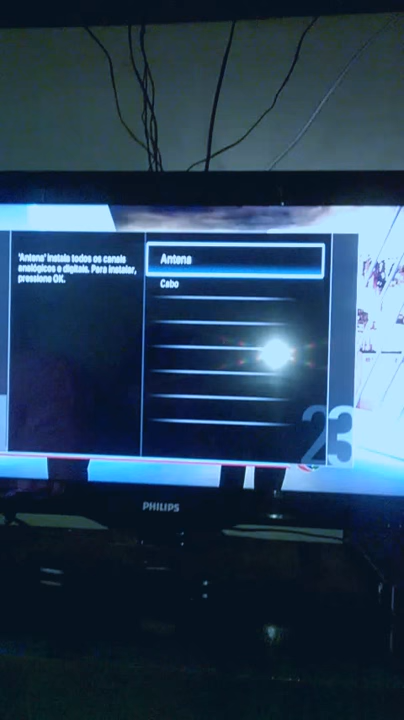 'Antena' instala todos os canais
analógicos e digitais. Para instalar,
pressione OK.
Antena
Cabo
23
PHILIPS